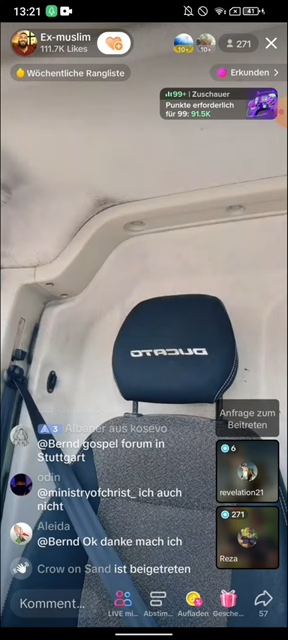 13:21
41
Ex-muslim
111.7K Likes
10+
10+
271
Wöchentliche Rangliste
Erkunden >
99+ | Zuschauer
Punkte erforderlich
für 99: 91.5K
DUCATO
Anfrage zum
Beitreten
3 Albaner aus kosevo
@Bernd gospel forum in
Stuttgart
6
revelation21
odin
@ministryofchrist_ ich auch
nicht
271
Reza
Aleida
@Bernd Ok danke mach ich
Crow on Sand ist beigetreten
Komment...
LIVE mi...
Abstim...
Aufladen
Gesche...
57